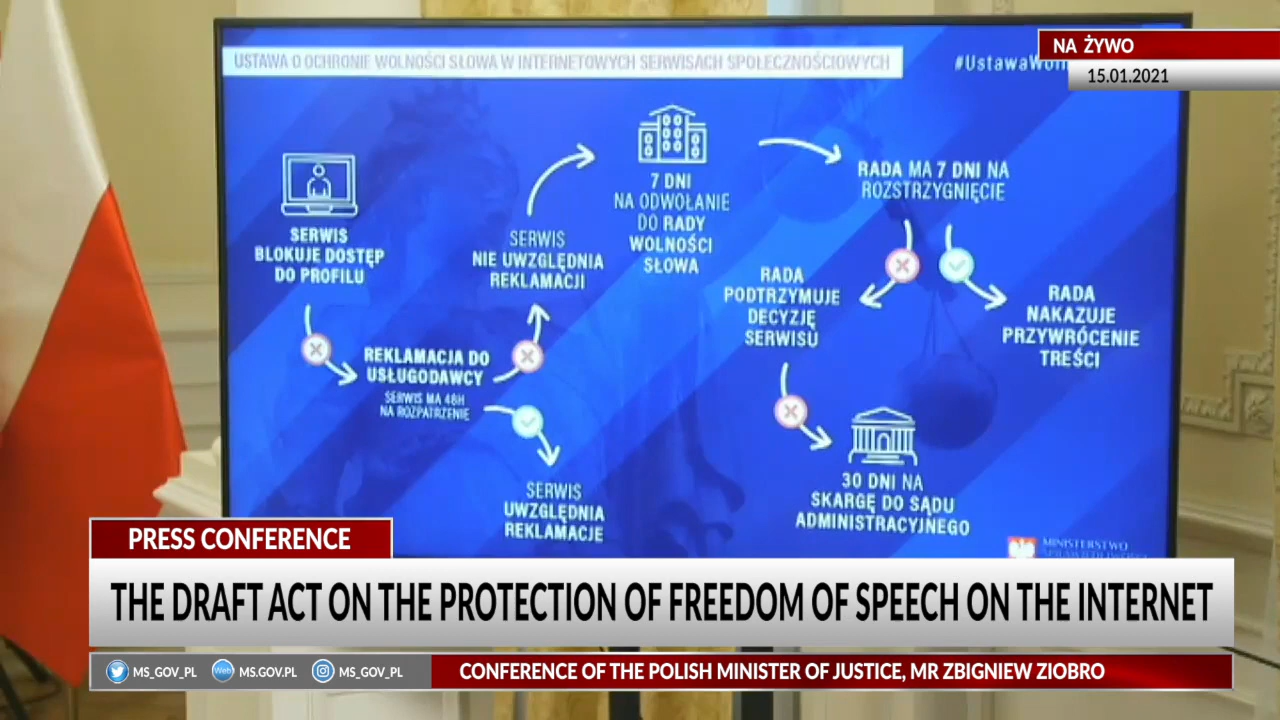 USTAWA O OCHRONIE WOLNOŚCI SŁOWA W INTERNETOWYCH SERWISACH SPOŁECZNOŚCIOWYCH
NA ŻYWO
15.01.2021
SERWIS
BLOKUJE DOSTĘP
DO PROFILU
REKLAMACJA DO
USŁUGODAWCY
SERWIS MA 48H
NA ROZPATRZENIE
SERWIS
NIE UWZGLĘDNIA
REKLAMACJI
SERWIS
UWZGLĘDNIA
REKLAMACJE
7 DNI
NA ODWOŁANIE
DO RADY
WOLNOŚCI
SŁOWA
RADA MA 7 DNI NA
ROZSTRZYGNIĘCIE
RADA
PODTRZYMUJE
DECYZJĘ
SERWISU
RADA
NAKAZUJE
PRZYWRÓCENIE
TREŚCI
30 DNI NA
SKARGĘ DO SĄDU
ADMINISTRACYJNEGO
MINISTERSTWO
PRESS CONFERENCE
THE DRAFT ACT ON THE PROTECTION OF FREEDOM OF SPEECH ON THE INTERNET
MS_GOV_PL Web MS.GOV.PL MS_GOV_PL
CONFERENCE OF THE POLISH MINISTER OF JUSTICE, MR ZBIGNIEW ZIOBRO